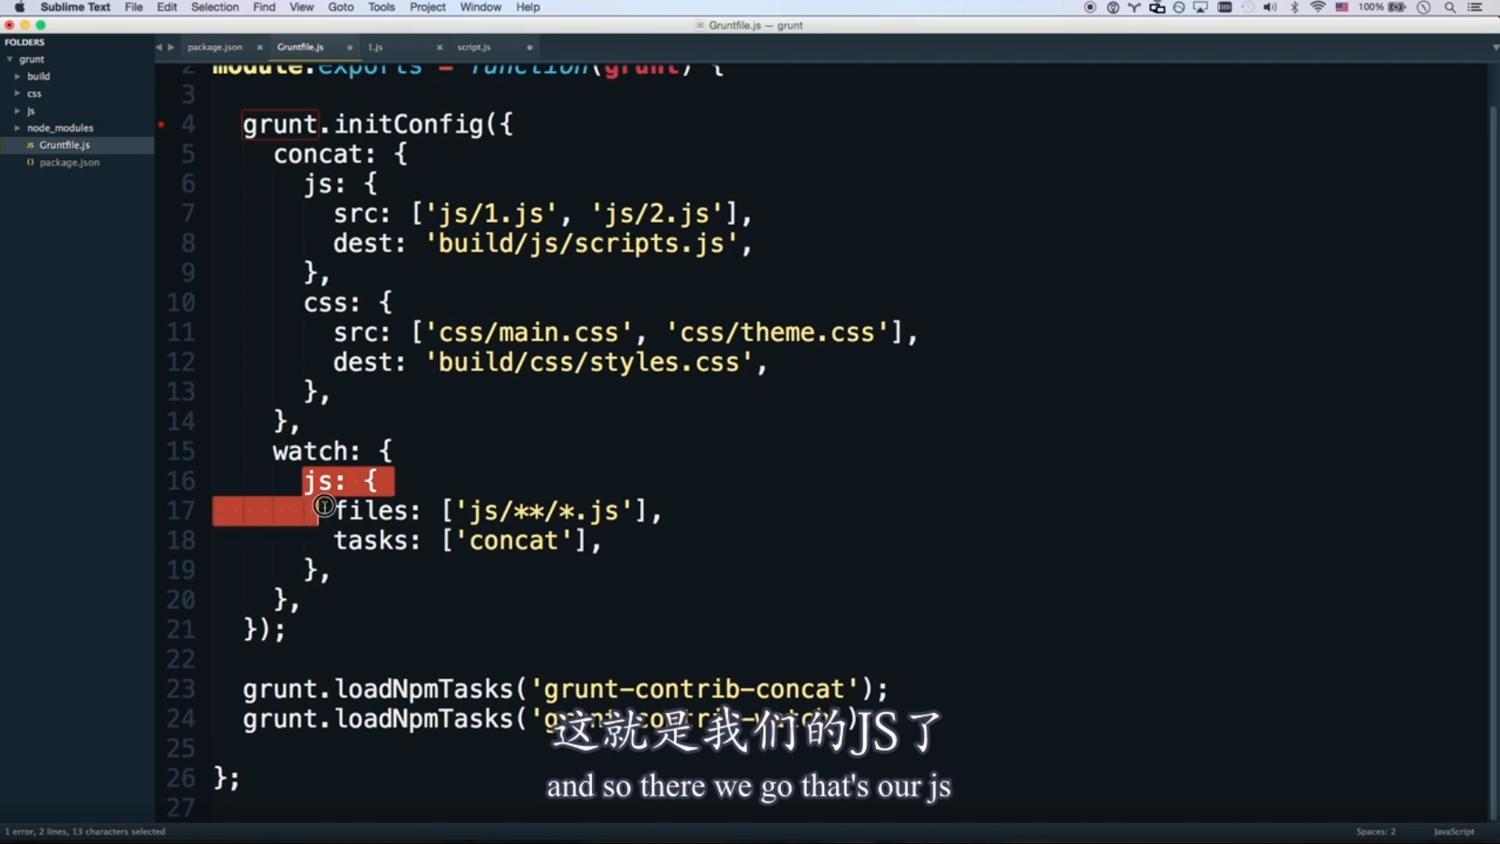 Sublime Text File Edit Selection Find View Goto Tools Project Window Help 100%
Gruntfile.js — grunt
FOLDERS
grunt
build
css
js
node_modules
Gruntfile.js
package.json
package.json × Gruntfile.js 1.js × script.js
2 module.exports = function(grunt) {
3
4 grunt.initConfig({
5 concat: {
6 js: {
7 src: ['js/1.js', 'js/2.js'],
8 dest: 'build/js/scripts.js',
9 },
10 css: {
11 src: ['css/main.css', 'css/theme.css'],
12 dest: 'build/css/styles.css',
13 },
14 },
15 watch: {
16 js: {
17 files: ['js/**/*.js'],
18 tasks: ['concat'],
19 },
20 },
21 });
22
23 grunt.loadNpmTasks('grunt-contrib-concat');
24 grunt.loadNpmTasks('
25
26 };
27
这就是我们的JS了
and so there we go that's our js
1 error, 2 lines, 13 characters selected Spaces: 2 JavaScript